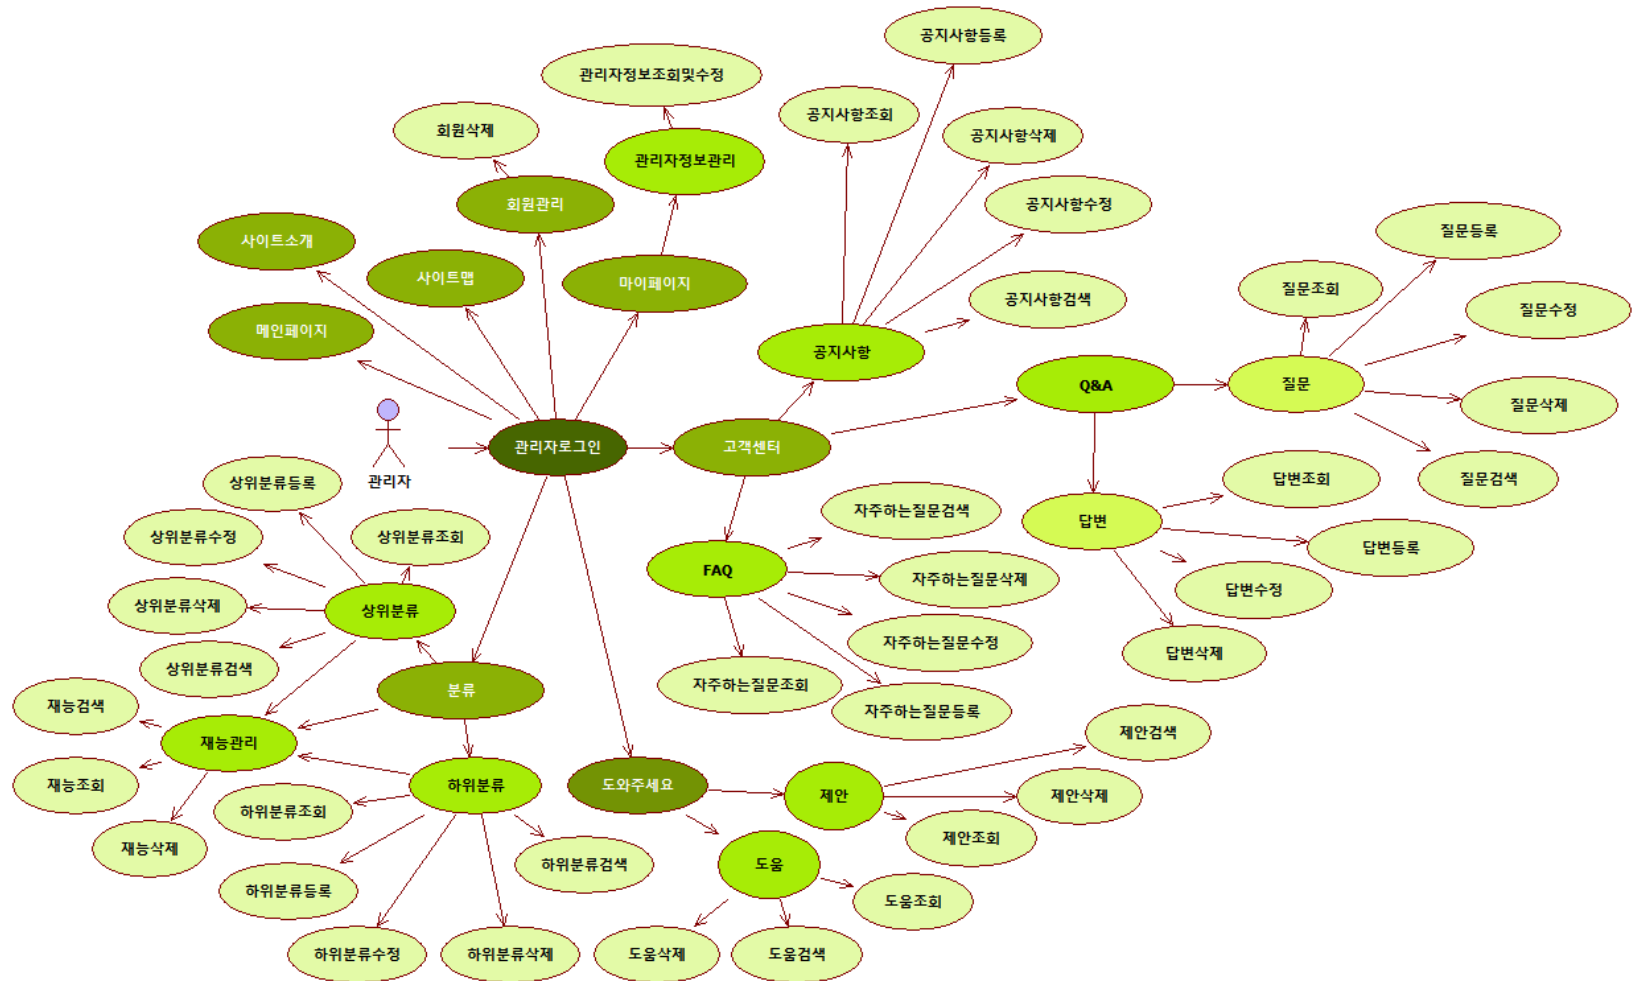 공지사항등록
관리자정보조회및수정
공지사항조회
회원삭제
공지사항삭제
관리자정보관리
회원관리
공지사항수정
질문등록
사이트소개
사이트맵
마이페이지
질문조회
공지사항검색
질문수정
메인페이지
공지사항
Q&A
질문
질문삭제
관리자로그인
고객센터
관리자
상위분류등록
답변조회
질문검색
자주하는질문검색
답변
상위분류수정
상위분류조회
답변등록
FAQ
자주하는질문삭제
답변수정
상위분류삭제
상위분류
자주하는질문수정
답변삭제
상위분류검색
분류
자주하는질문조회
재능검색
자주하는질문등록
제안검색
재능관리
재능조회
하위분류
도와주세요
제안
제안삭제
하위분류조회
제안조회
재능삭제
하위분류검색
도움
하위분류등록
도움조회
하위분류수정
하위분류삭제
도움삭제
도움검색